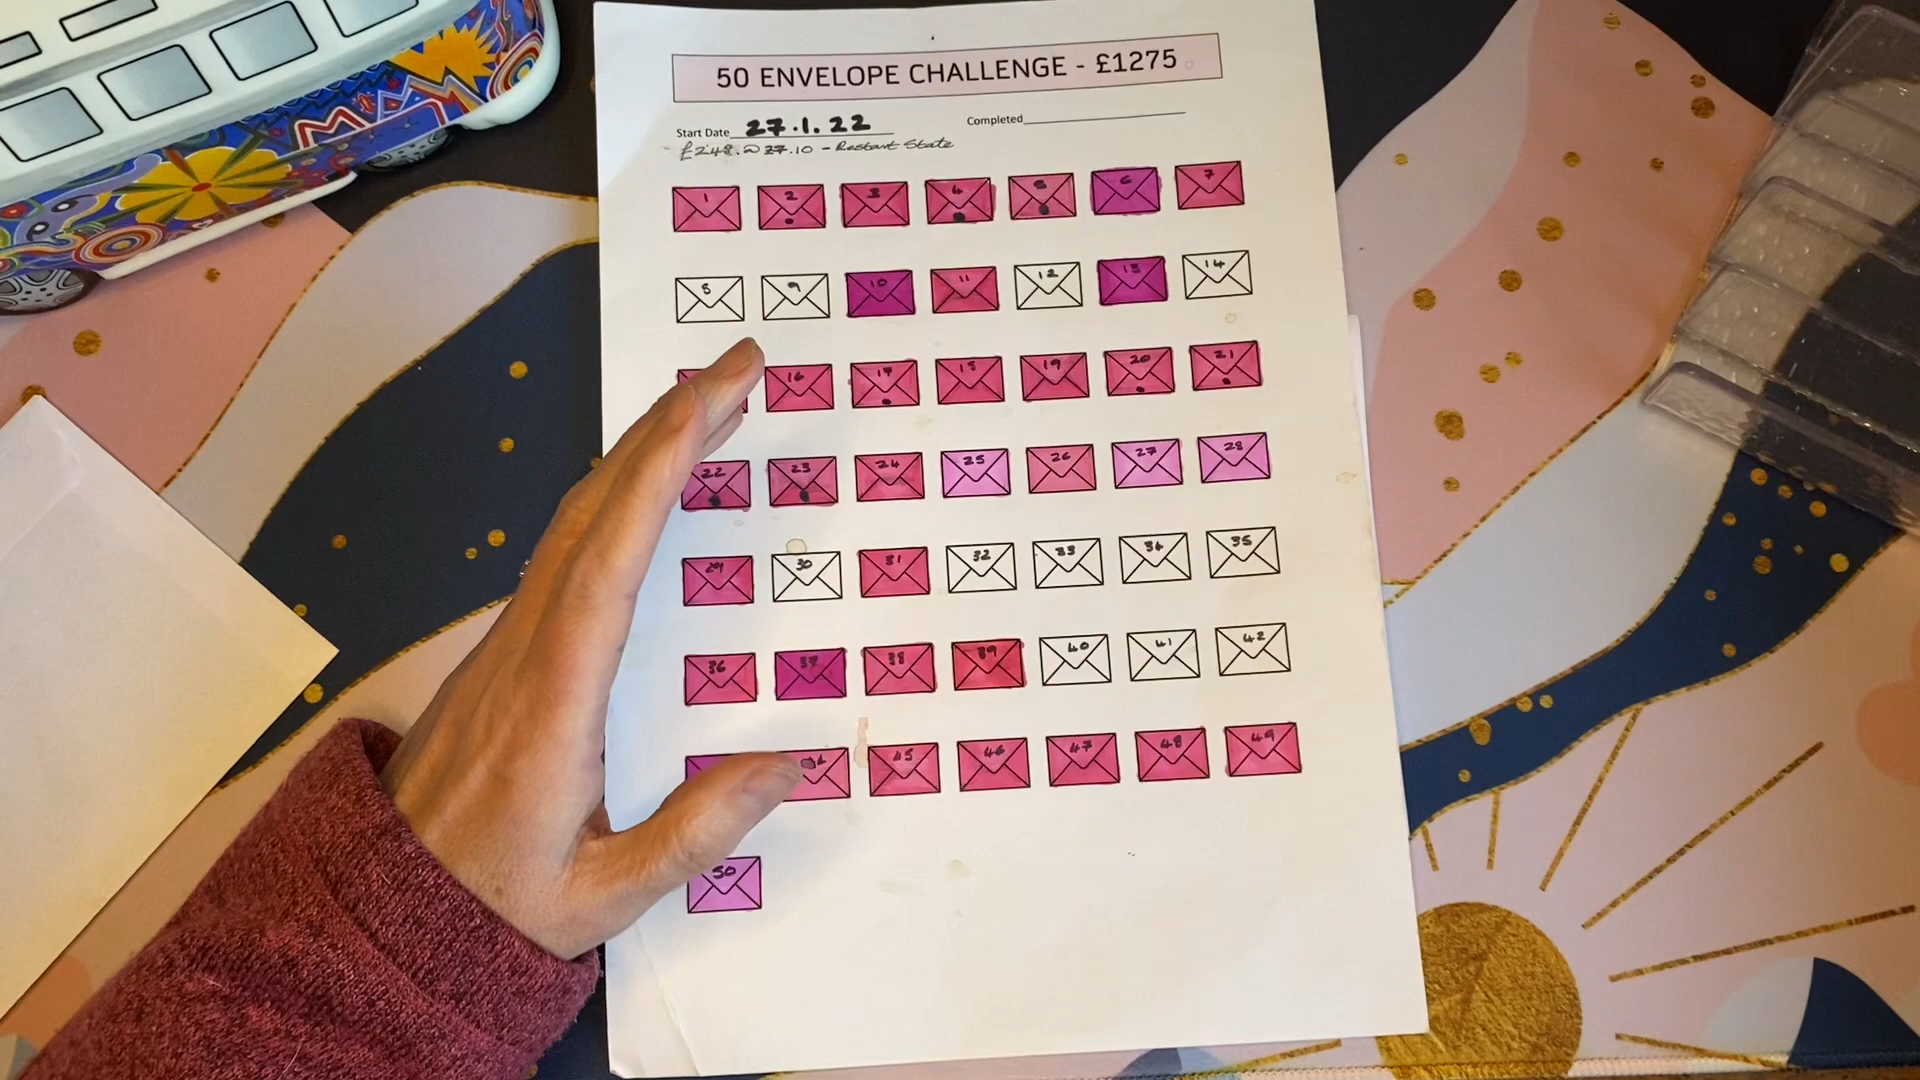 50 ENVELOPE CHALLENGE - £1275
Start Date 27.1.22 Completed
£248. @ 27.10 - Restart State
1 2 3 4 5 6 7
8 9 10 11 12 13 14
16 17 18 19 20 21
22 23 24 25 26 27 28
29 30 31 32 33 34 35
36 37 38 39 40 41 42
45 46 47 48 49
50